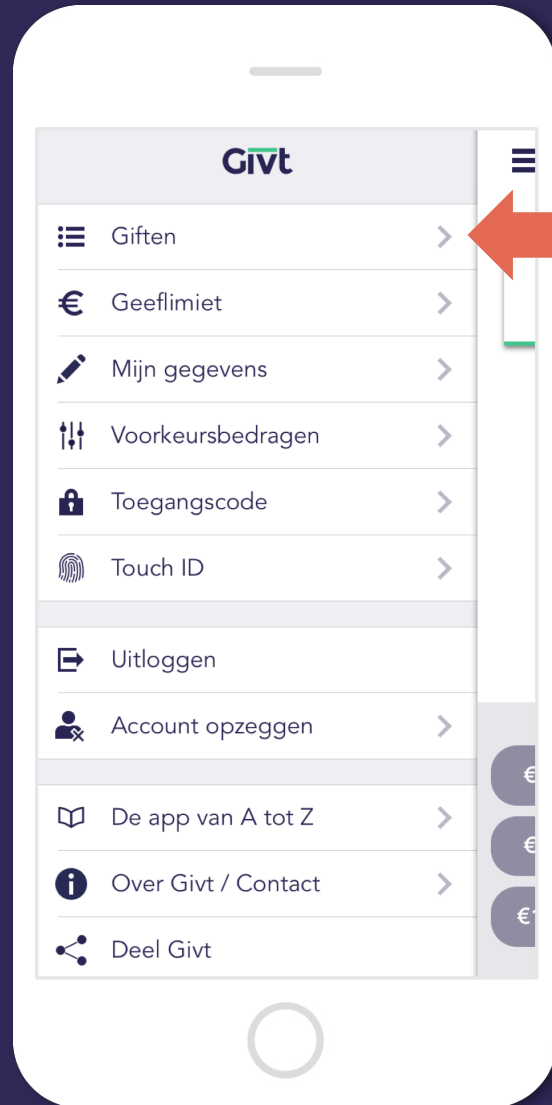 Givt
Giften
€ Geeflimiet
Mijn gegevens
Voorkeursbedragen
Toegangscode
Touch ID
Uitloggen
Account opzeggen
€
De app van A tot Z
€
Over Givt / Contact
€1
Deel Givt